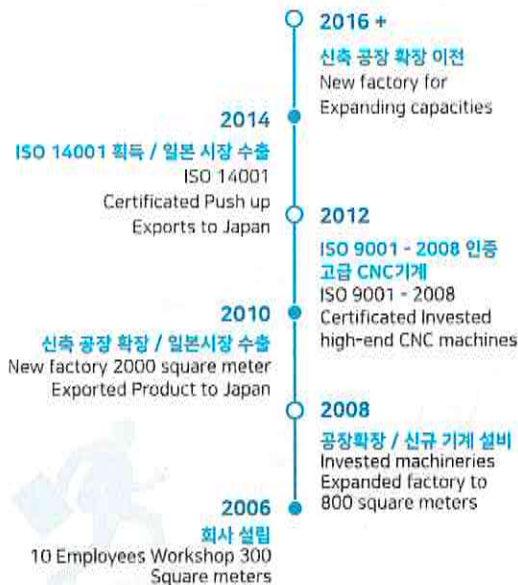 2016 +
신축 공장 확장 이전
New factory for
Expanding capacities
2014
ISO 14001 획득 / 일본 시장 수출
ISO 14001
Certificated Push up
Exports to Japan
2012
ISO 9001 - 2008 인증
고급 CNC기계
ISO 9001 - 2008
Certificated Invested
high-end CNC machines
2010
신축 공장 확장 / 일본시장 수출
New factory 2000 square meter
Exported Product to Japan
2008
공장확장 / 신규 기계 설비
Invested machineries
Expanded factory to
800 square meters
2006
회사 설립
10 Employees Workshop 300
Square meters